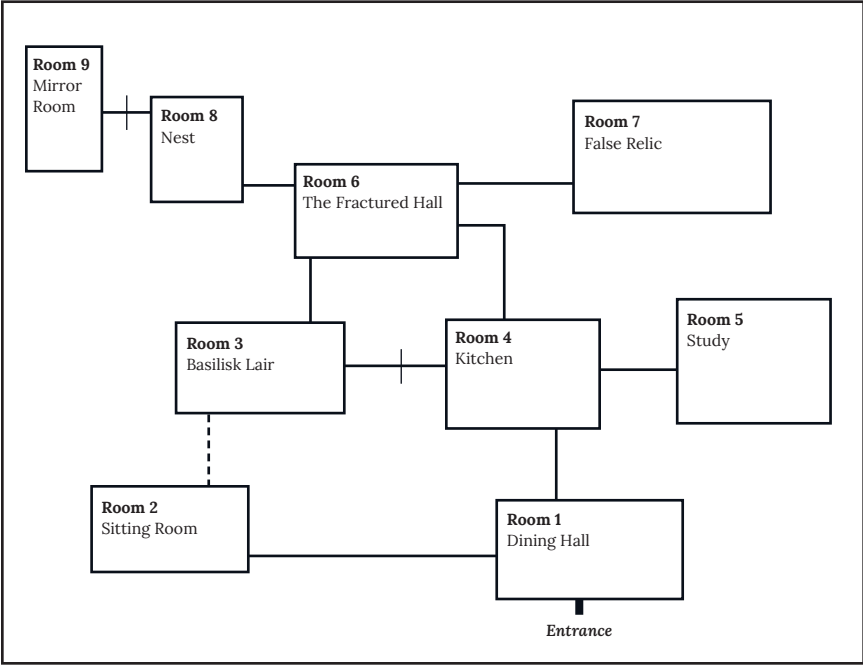 Room 9
Mirror
Room
Room 8
Nest
Room 7
False Relic
Room 6
The Fractured Hall
Room 3
Basilisk Lair
Room 4
Kitchen
Room 5
Study
Room 2
Sitting Room
Room 1
Dining Hall
Entrance